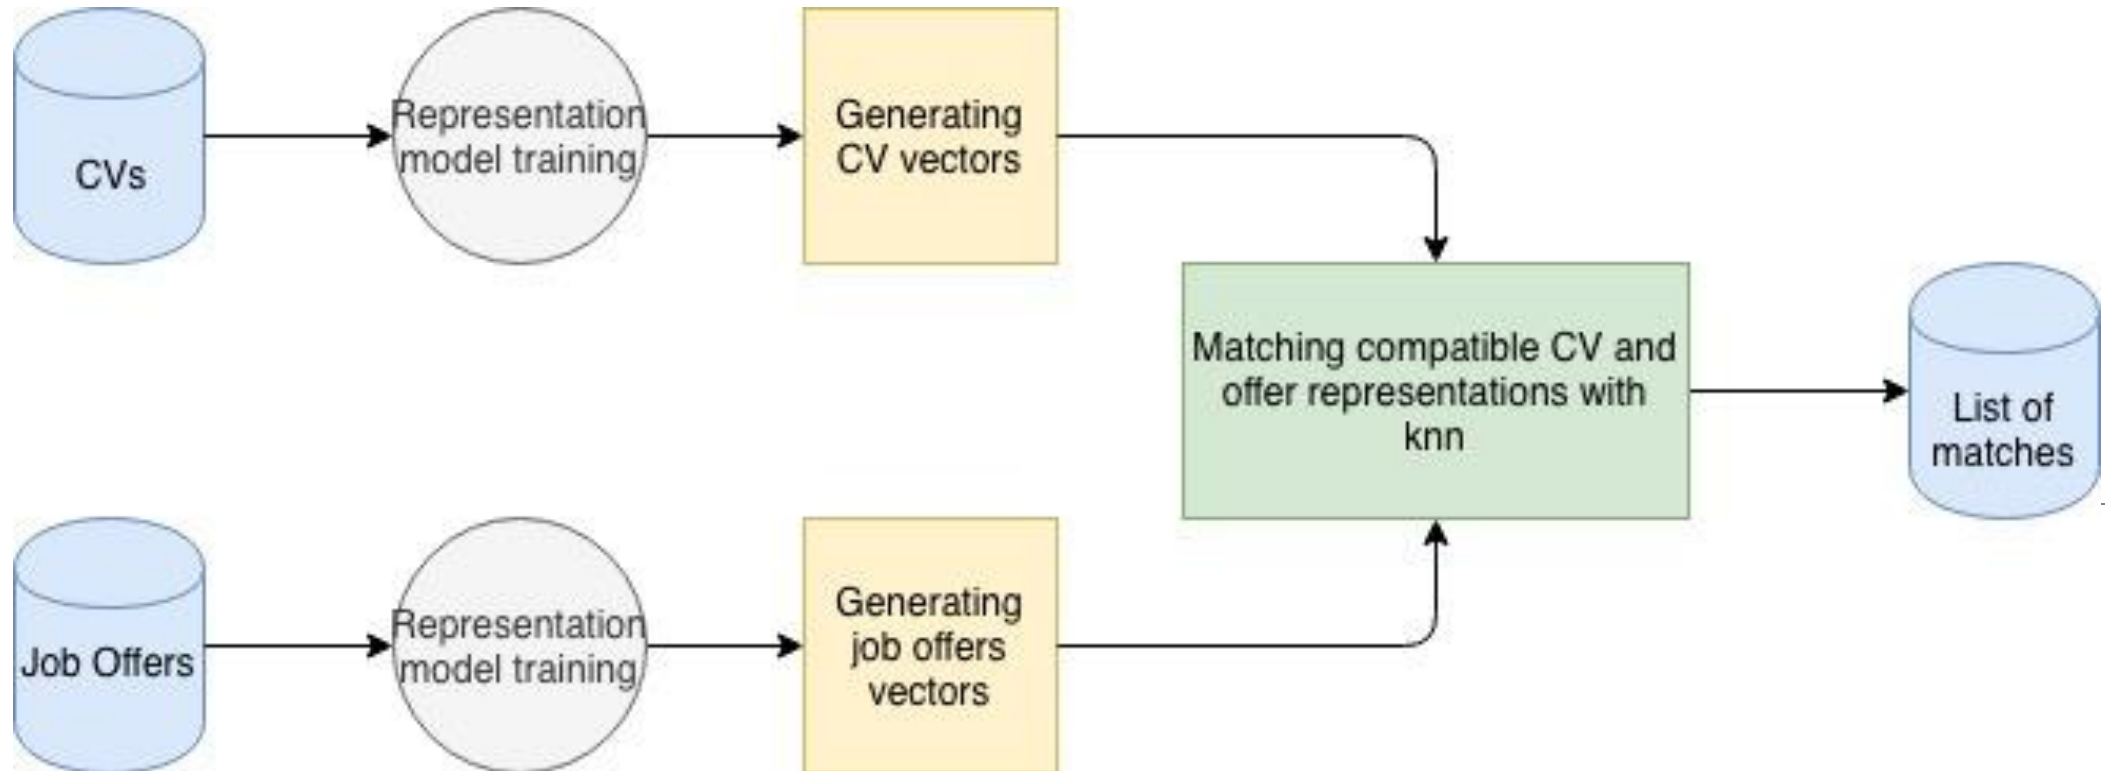 CVs
Representation
model training
Generating
CV vectors
Matching compatible CV and
offer representations with
knn
List of
matches
Job Offers
Representation
model training
Generating
job offers
vectors